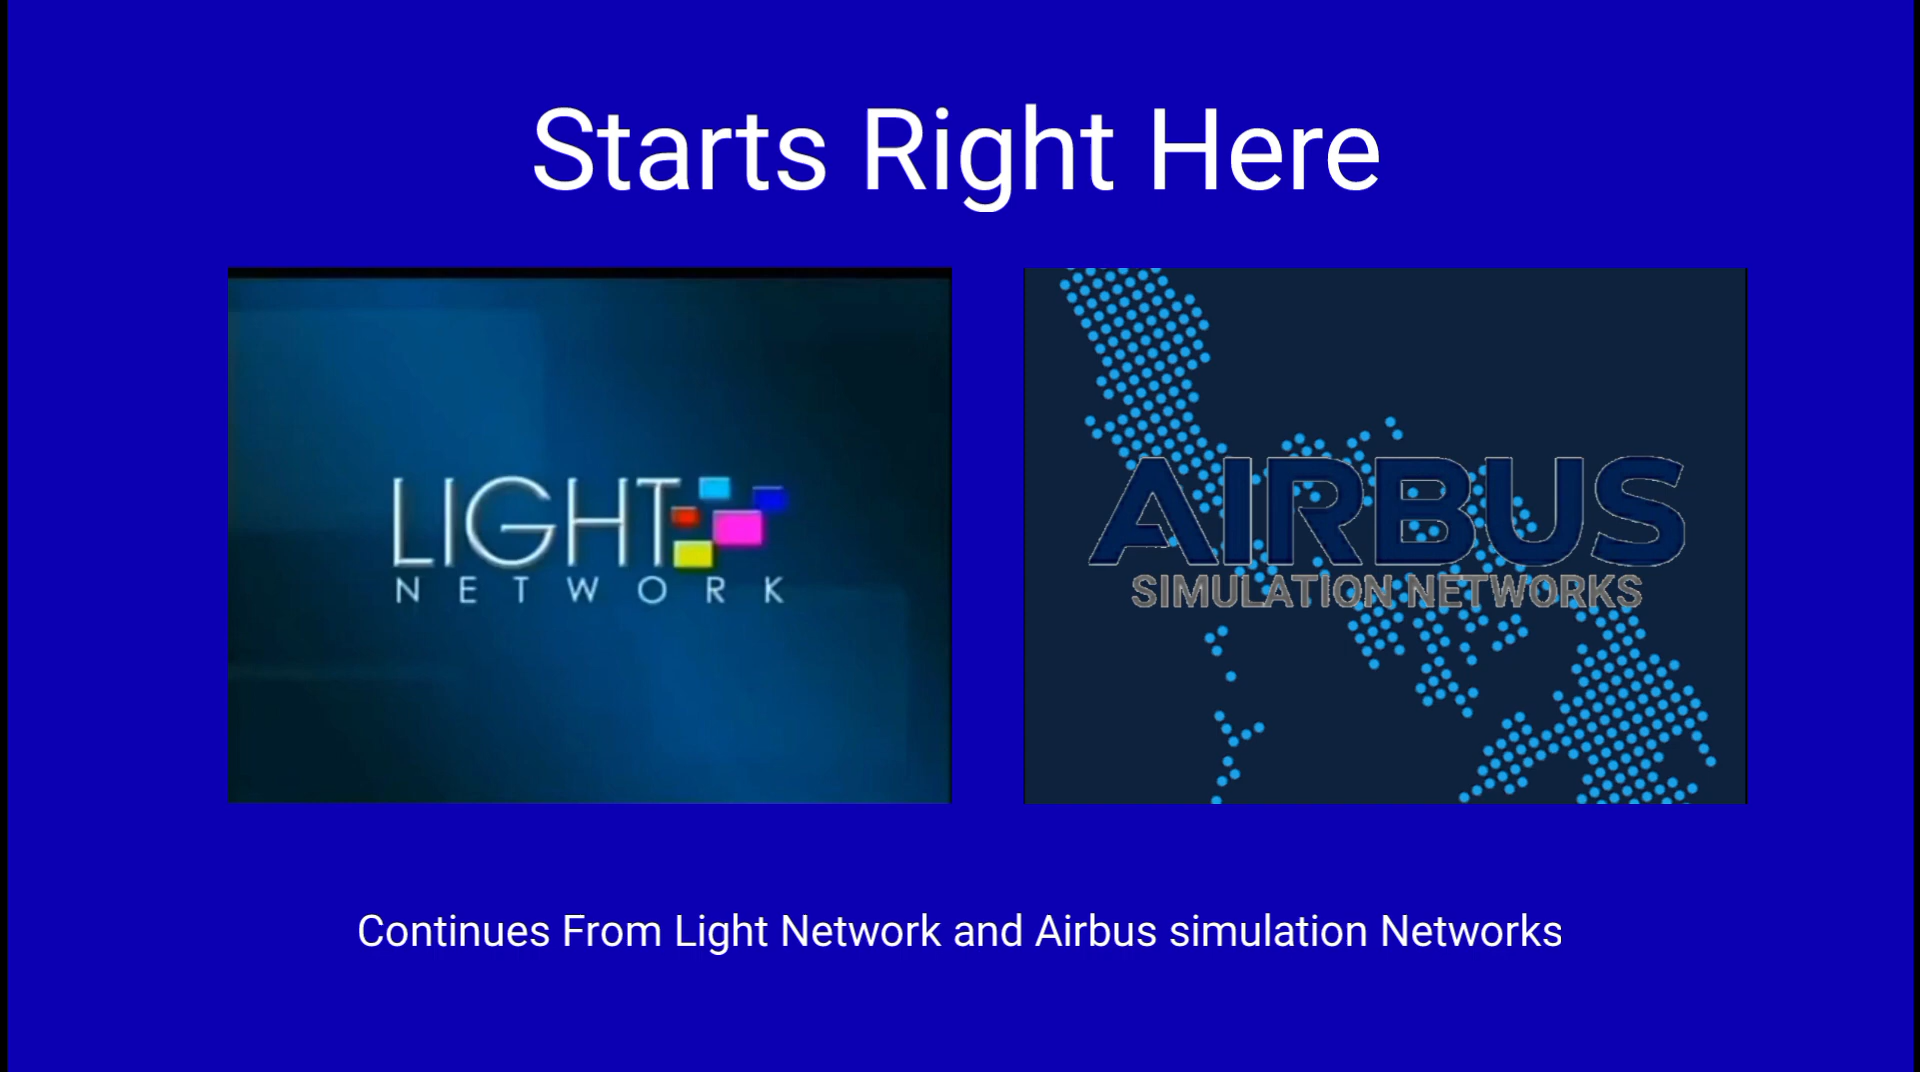 Starts Right Here
LIGHT
NETWORK
AIRBUS
SIMULATION NETWORKS
Continues From Light Network and Airbus simulation Networks